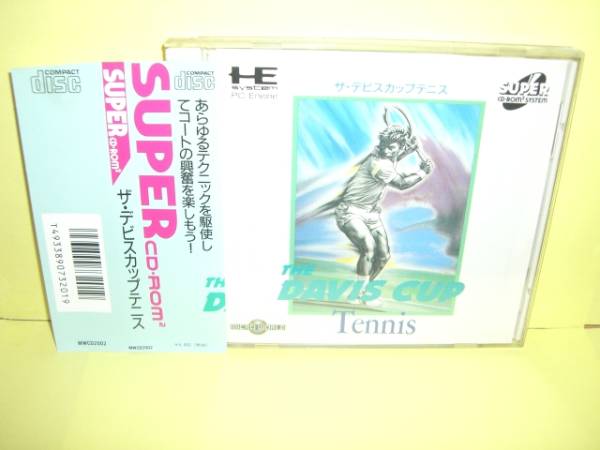 COMPACT
disc
SUPER
CD-ROM²
ザ・デビスカップテニス
T4933890732019
MWCD2002
SUPER CD-ROM²
COMPACT
disc
あらゆるテクニックを駆使し
てコートの興奮を楽しもう!
MWCD2002
HE
SYSTEM
PC Engine
ザ・デビスカップテニス
SUPER
CD-ROM² SYSTEM
THE
DAVIS CUP
Tennis